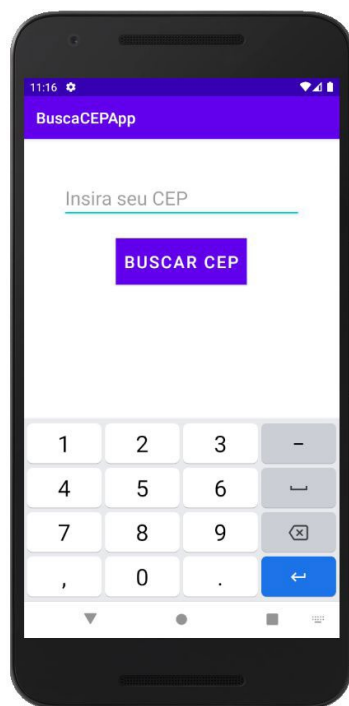 11:16
BuscaCEPApp
Insira seu CEP
BUSCAR CEP
1 2 3 -
4 5 6
7 8 9
, 0 .